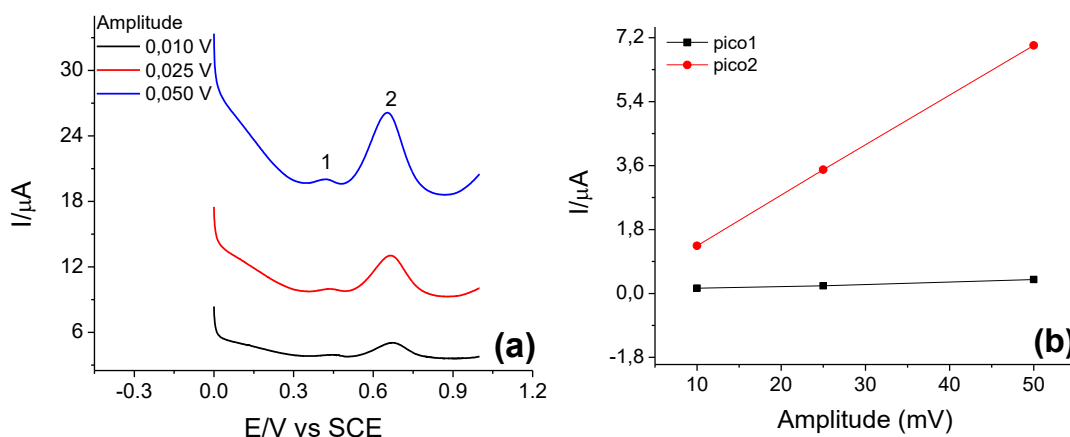 Amplitude
0,010 V
0,025 V
0,050 V
33
24
18
12
6
I/µA
1
2
(a)
-0.3
0.0
0.3
0.6
0.9
1.2
E/V vs SCE
pico1
pico2
7,2
5,4
3,6
1,8
0,0
-1,8
I/µA
(b)
10
20
30
40
50
Amplitude (mV)